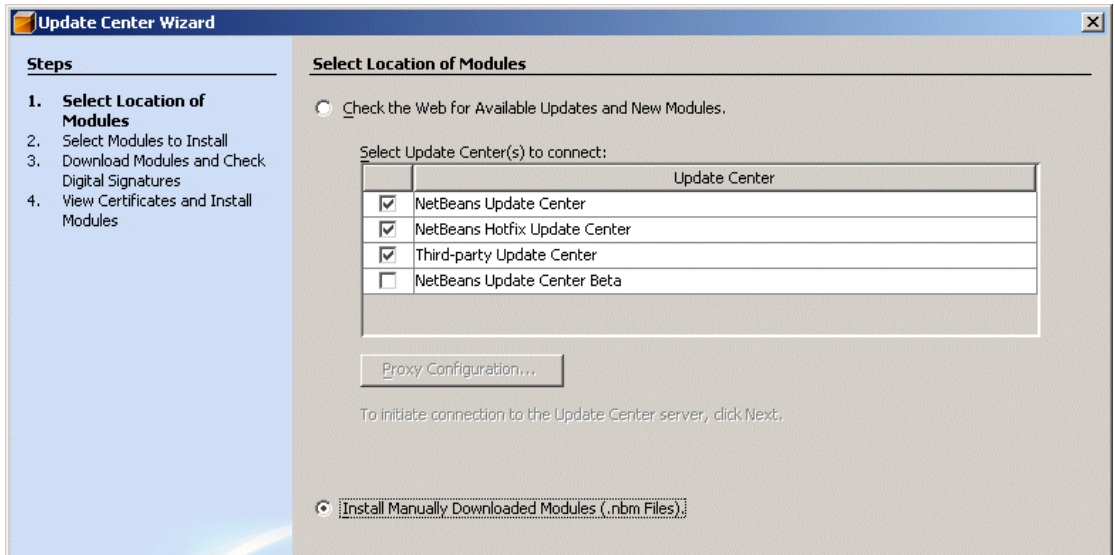 Update Center Wizard
Steps
1. Select Location of
Modules
2. Select Modules to Install
3. Download Modules and Check
Digital Signatures
4. View Certificates and Install
Modules
Select Location of Modules
Check the Web for Available Updates and New Modules.
Select Update Center(s) to connect:
Update Center
NetBeans Update Center
NetBeans Hotfix Update Center
Third-party Update Center
NetBeans Update Center Beta
Proxy Configuration...
To initiate connection to the Update Center server, click Next.
Install Manually Downloaded Modules (.nbm Files).